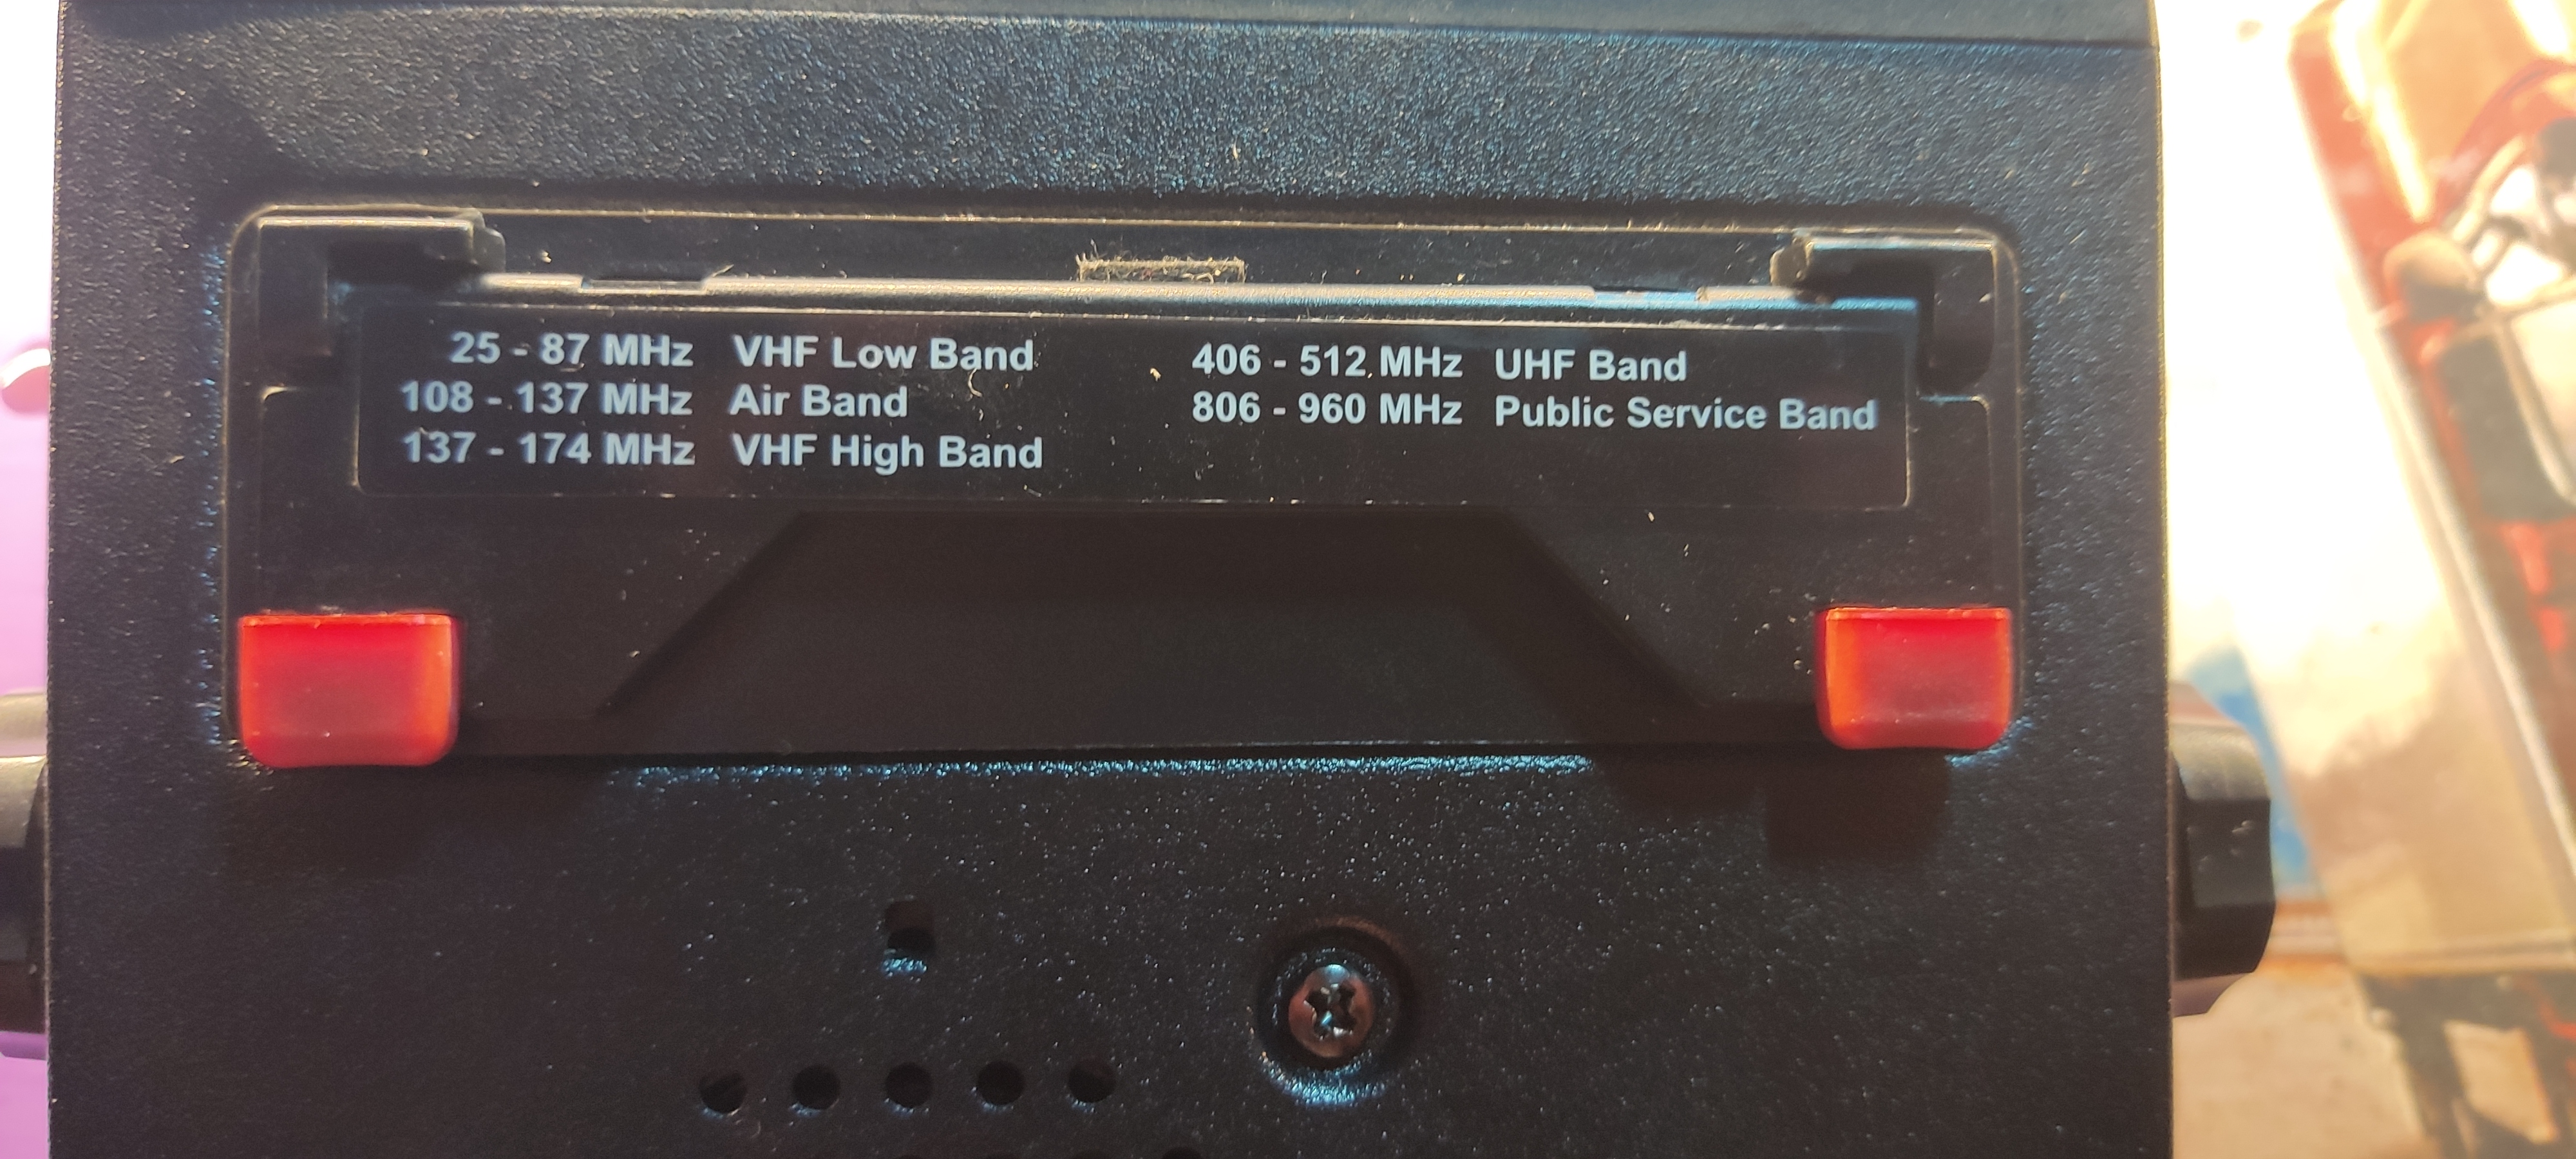 25 - 87 MHz VHF Low Band
108 - 137 MHz Air Band
137 - 174 MHz VHF High Band
406 - 512 MHz UHF Band
806 - 960 MHz Public Service Band